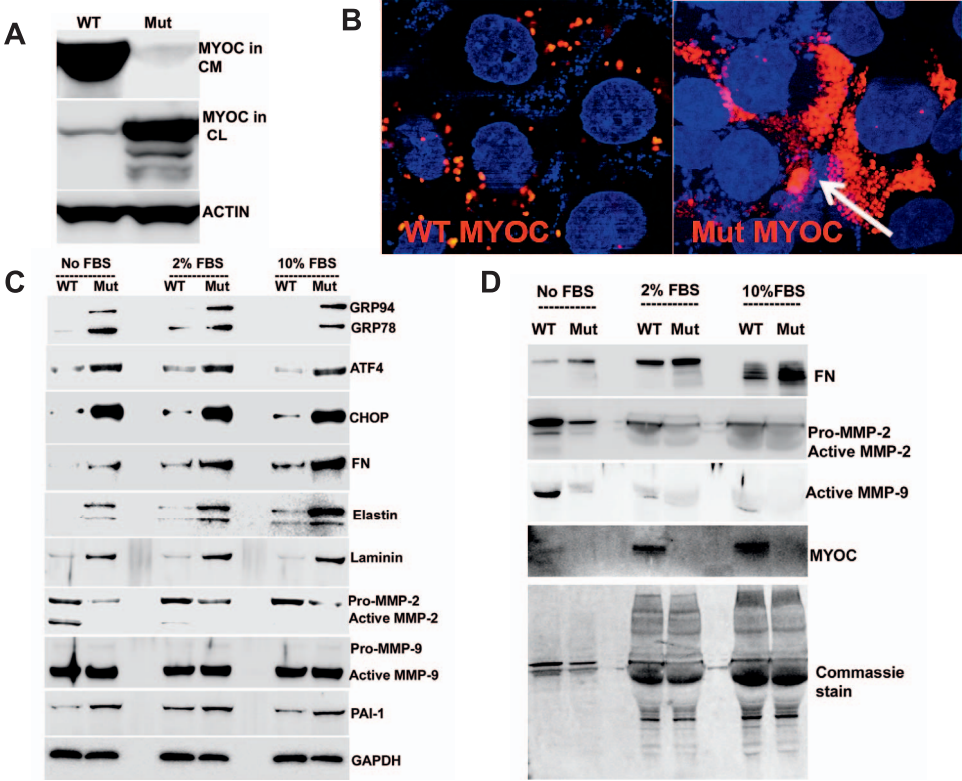 A
WT Mut
MYOC in
CM
MYOC in
CL
ACTIN
B
WT MYOC
Mut MYOC
C
No FBS 2% FBS 10% FBS
WT Mut WT Mut WT Mut
GRP94
GRP78
ATF4
CHOP
FN
Elastin
Laminin
Pro-MMP-2
Active MMP-2
Pro-MMP-9
Active MMP-9
PAI-1
GAPDH
D
No FBS 2% FBS 10%FBS
WT Mut WT Mut WT Mut
FN
Pro-MMP-2
Active MMP-2
Active MMP-9
MYOC
Commassie
stain